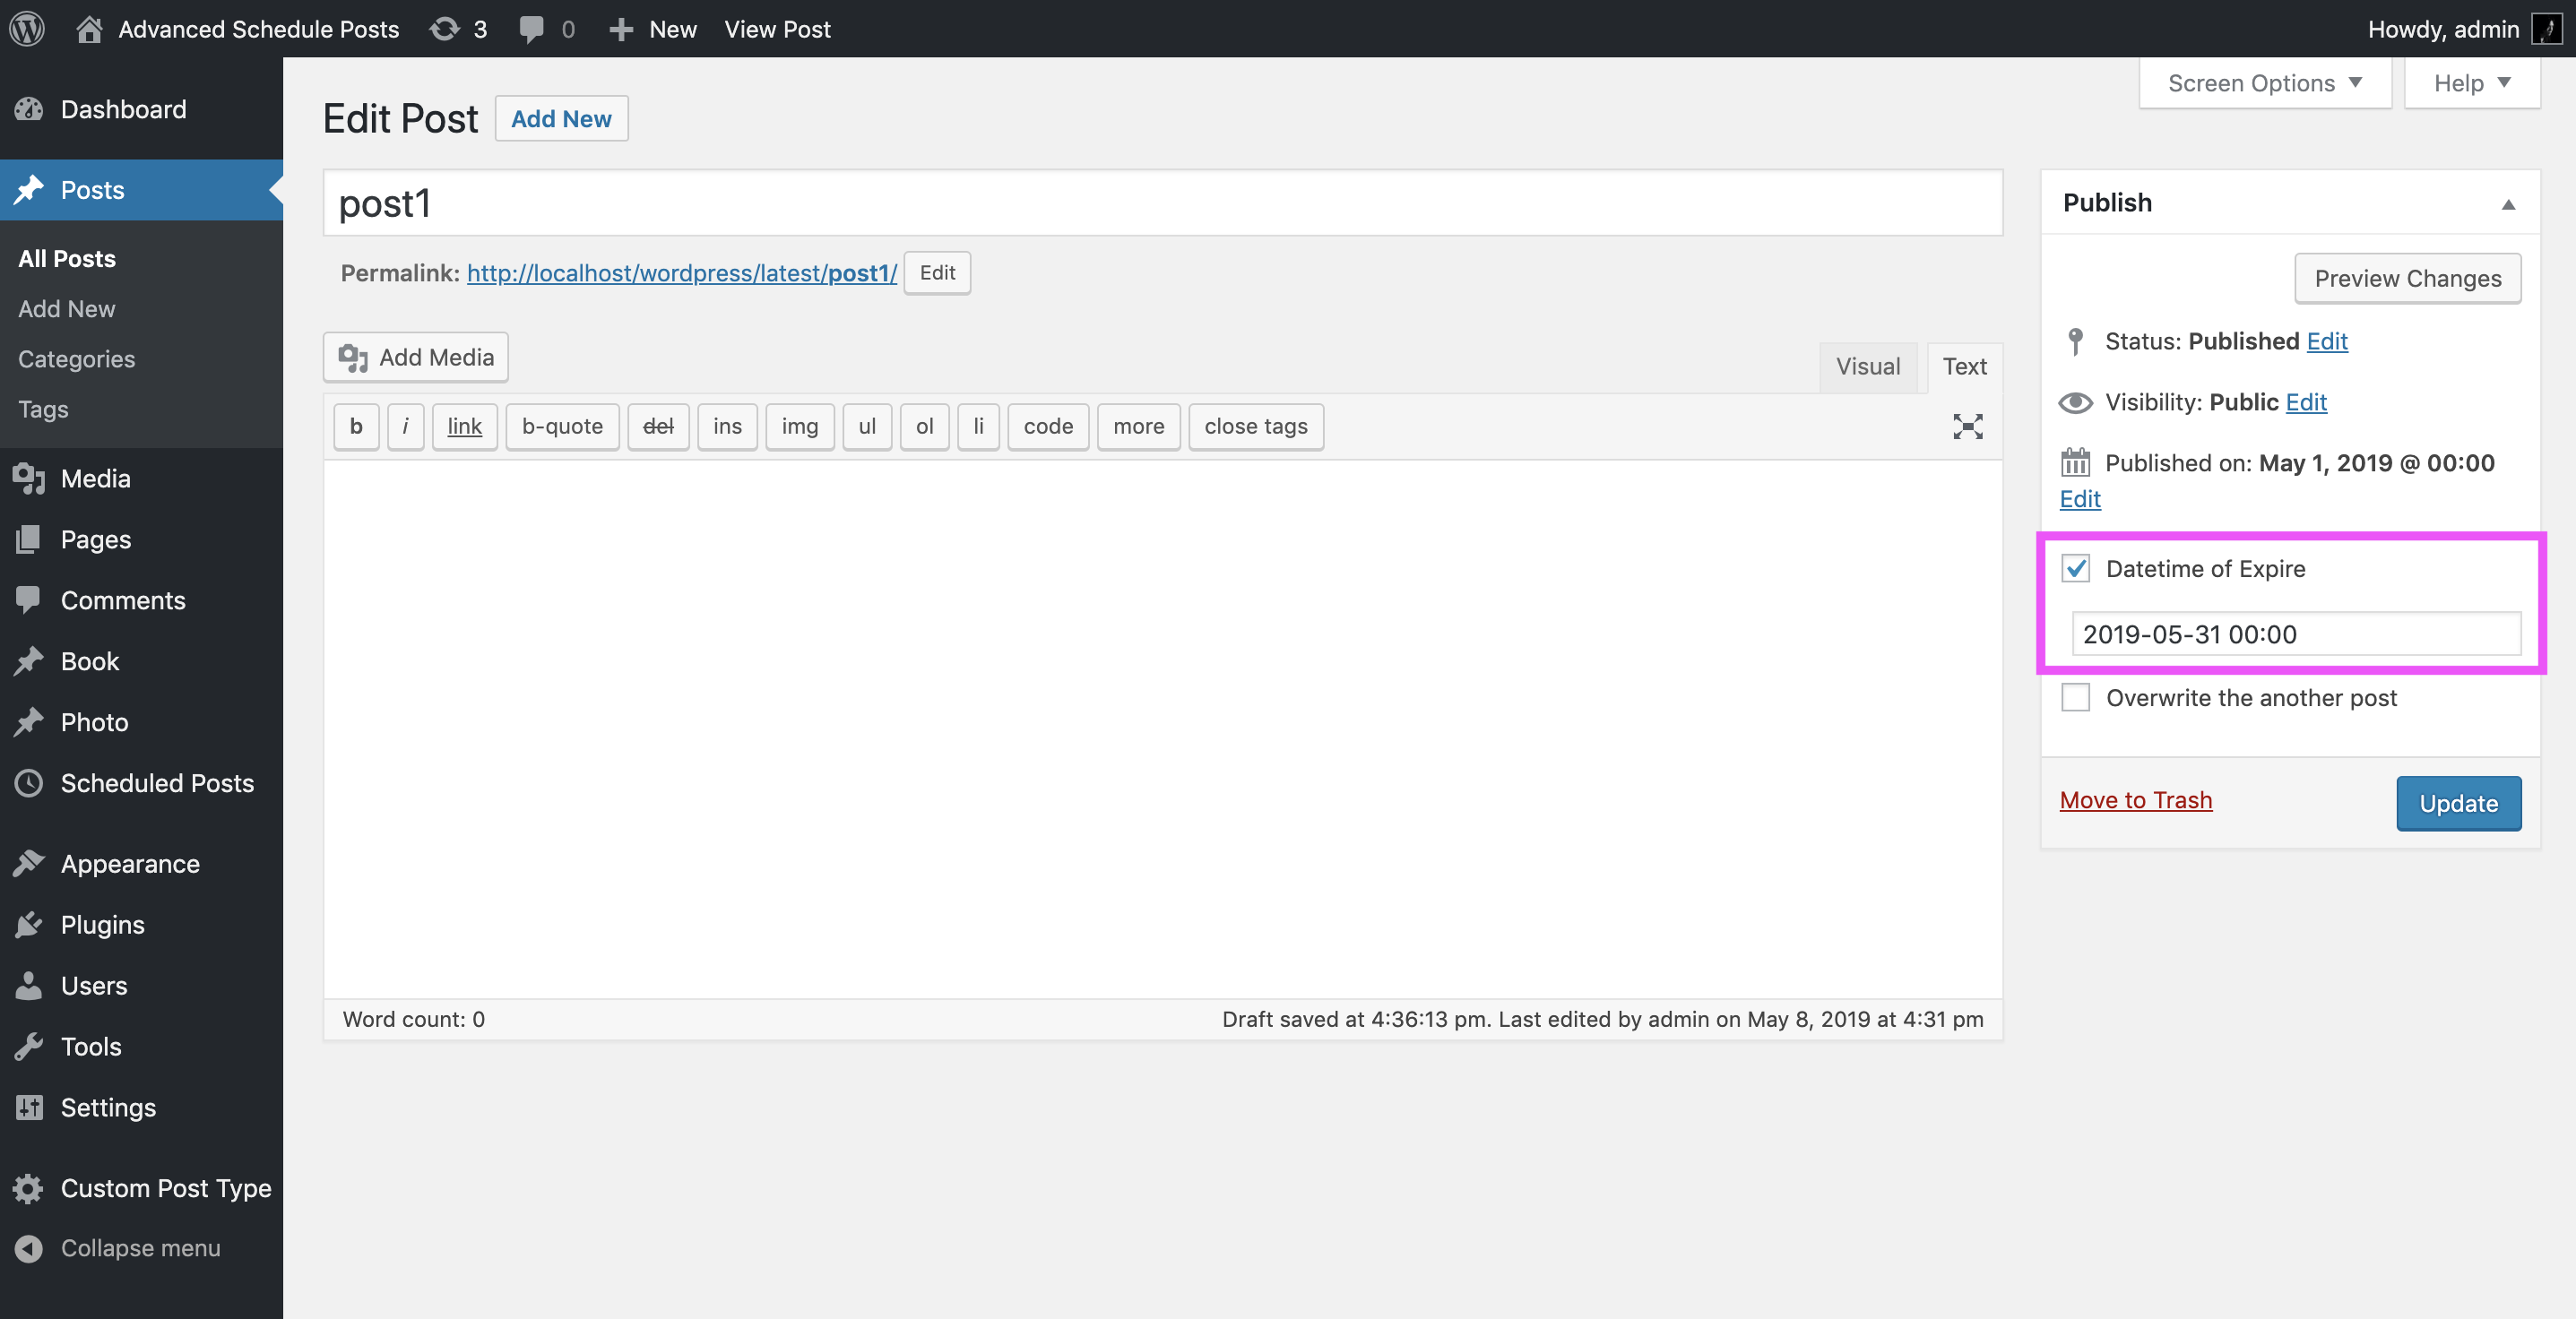 Advanced Schedule Posts 3 0 New View Post Howdy, admin
Screen Options Help
Dashboard
Posts
All Posts
Add New
Categories
Tags
Media
Pages
Comments
Book
Photo
Scheduled Posts
Appearance
Plugins
Users
Tools
Settings
Custom Post Type
Collapse menu
Edit Post Add New
post1
Permalink: http://localhost/wordpress/latest/post1/ Edit
Add Media
Visual Text
b i link b-quote del ins img ul ol li code more close tags
Word count: 0 Draft saved at 4:36:13 pm. Last edited by admin on May 8, 2019 at 4:31 pm
Publish
Preview Changes
Status: Published Edit
Visibility: Public Edit
Published on: May 1, 2019 @ 00:00
Edit
Datetime of Expire
2019-05-31 00:00
Overwrite the another post
Move to Trash Update